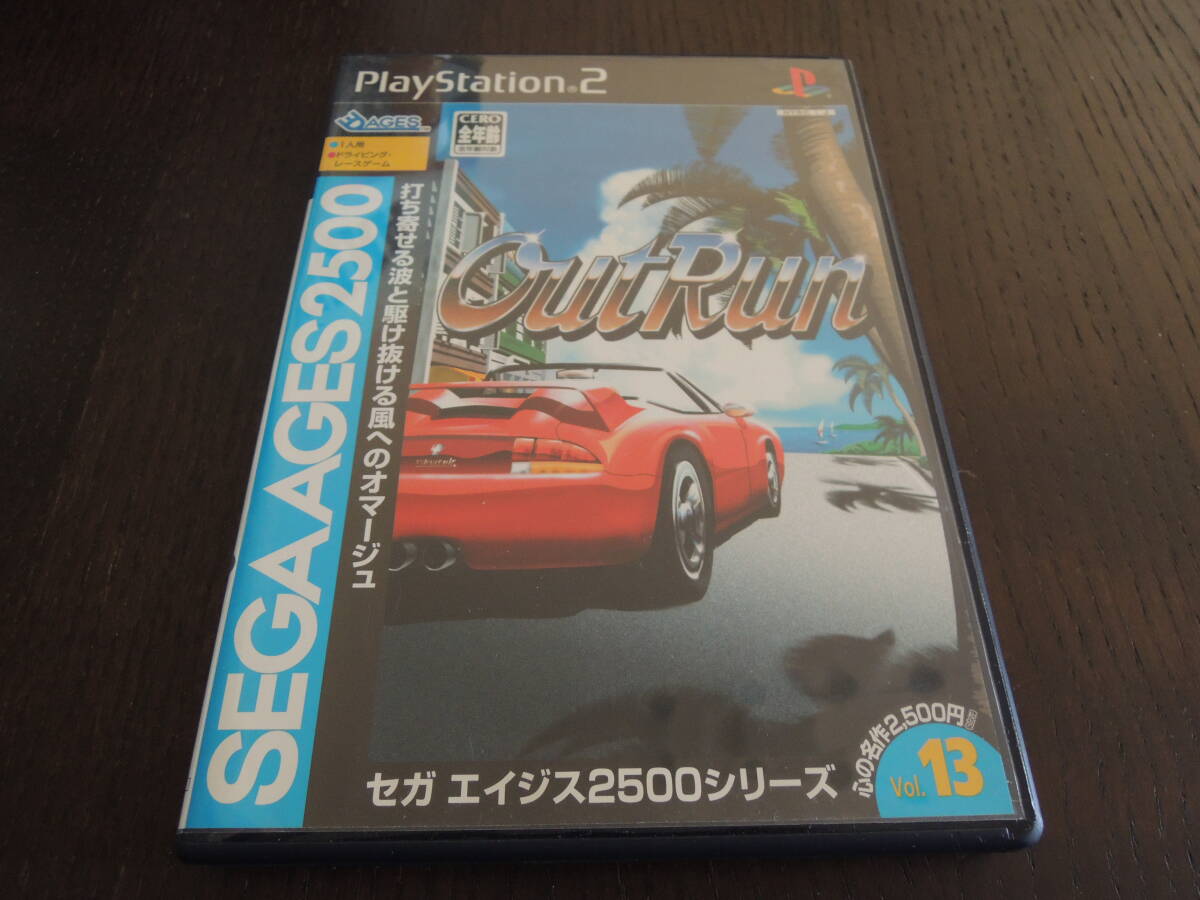 PlayStation®2
3D AGES™
CERO
全年齢
●1人用
●ドライビング・
レースゲーム
SEGA AGES 2500
打ち寄せる波と駆け抜ける風へのオマージュ
OutRun
心の名作2,500円
Vol. 13
セガ エイジス2500シリーズ